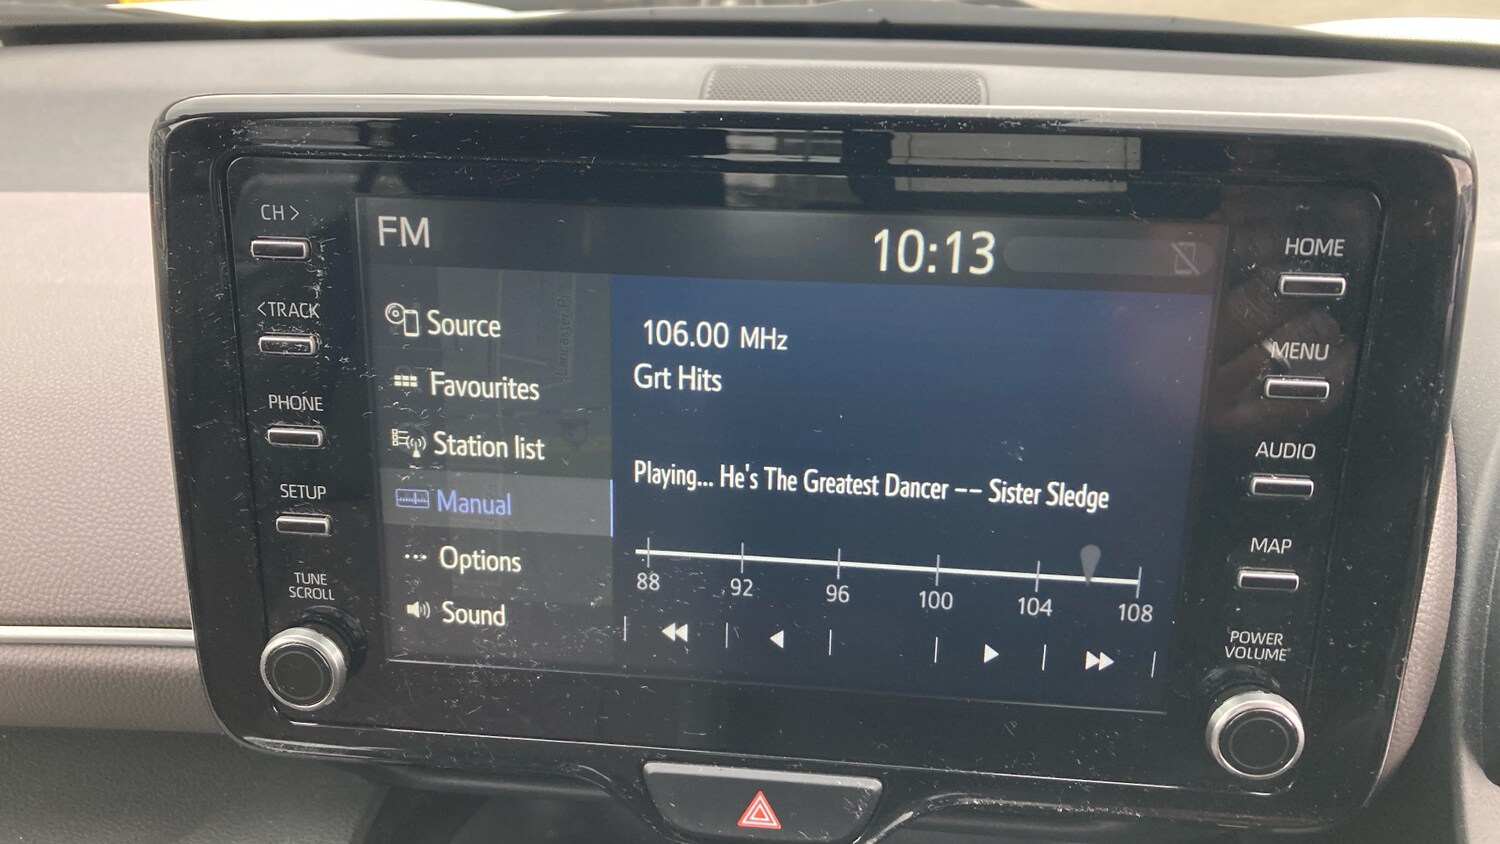 CH >
<TRACK
PHONE
SETUP
TUNE
SCROLL
FM
10:13
Source
Favourites
Station list
Manual
Options
Sound
106.00 MHz
Grt Hits
Playing... He's The Greatest Dancer -- Sister Sledge
88 92 96 100 104 108
HOME
MENU
AUDIO
MAP
POWER
VOLUME